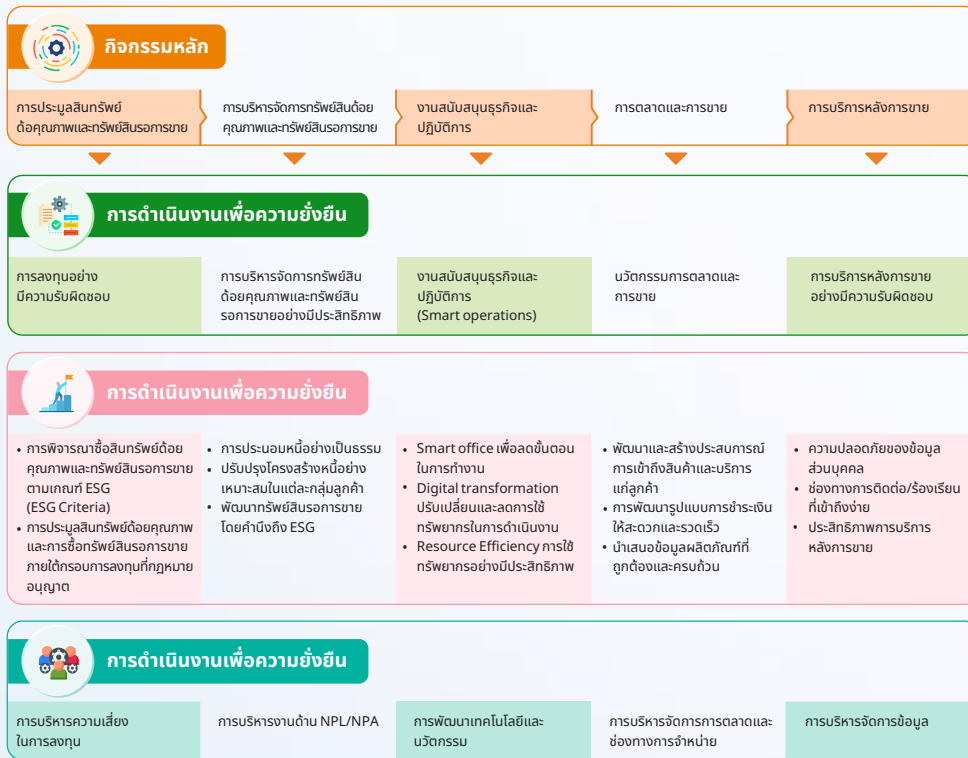 กิจกรรมหลัก
การประมูลสินทรัพย์
ด้อคุณภาพและทรัพย์สินรอการขาย
การบริหารจัดการทรัพย์สินด้อย
คุณภาพและทรัพย์สินรอการขาย
งานสนับสนุนธุรกิจและ
ปฏิบัติการ
การตลาดและการขาย
การบริการหลังการขาย
การดำเนินงานเพื่อความยั่งยืน
การลงทุนอย่าง
มีความรับผิดชอบ
การบริหารจัดการทรัพย์สิน
ด้อยคุณภาพและทรัพย์สิน
รอการขายอย่างมีประสิทธิภาพ
งานสนับสนุนธุรกิจและ
ปฏิบัติการ
(Smart operations)
นวัตกรรมการตลาดและ
การขาย
การบริการหลังการขาย
อย่างมีความรับผิดชอบ
การดำเนินงานเพื่อความยั่งยืน
• การพิจารณาซื้อสินทรัพย์ด้อย
คุณภาพและทรัพย์สินรอการขาย
ตามเกณฑ์ ESG
(ESG Criteria)
• การประมูลสินทรัพย์ด้อยคุณภาพ
และการซื้อทรัพย์สินรอการขาย
ภายใต้กรอบการลงทุนที่กฎหมาย
อนุญาต
• การประนอมหนี้อย่างเป็นธรรม
• ปรับปรุงโครงสร้างหนี้อย่าง
เหมาะสมในแต่ละกลุ่มลูกค้า
• พัฒนาทรัพย์สินรอการขาย
โดยคำนึงถึง ESG
• Smart office เพื่อลดขั้นตอน
ในการทำงาน
• Digital transformation
ปรับเปลี่ยนและลดการใช้
ทรัพยากรในการดำเนินงาน
• Resource Efficiency การใช้
ทรัพยากรอย่างมีประสิทธิภาพ
• พัฒนาและสร้างประสบการณ์
การเข้าถึงสินค้าและบริการ
แก่ลูกค้า
• การพัฒนารูปแบบการชำระเงิน
ให้สะดวกและรวดเร็ว
• นำเสนอข้อมูลผลิตภัณฑ์ที่
ถูกต้องและครบถ้วน
• ความปลอดภัยของข้อมูล
ส่วนบุคคล
• ช่องทางการติดต่อ/ร้องเรียน
ที่เข้าถึงง่าย
• ประสิทธิภาพการบริการ
หลังการขาย
การดำเนินงานเพื่อความยั่งยืน
การบริหารความเสี่ยง
ในการลงทุน
การบริหารงานด้าน NPL/NPA
การพัฒนาเทคโนโลยีและ
นวัตกรรม
การบริหารจัดการการตลาดและ
ช่องทางการจำหน่าย
การบริหารจัดการข้อมูล